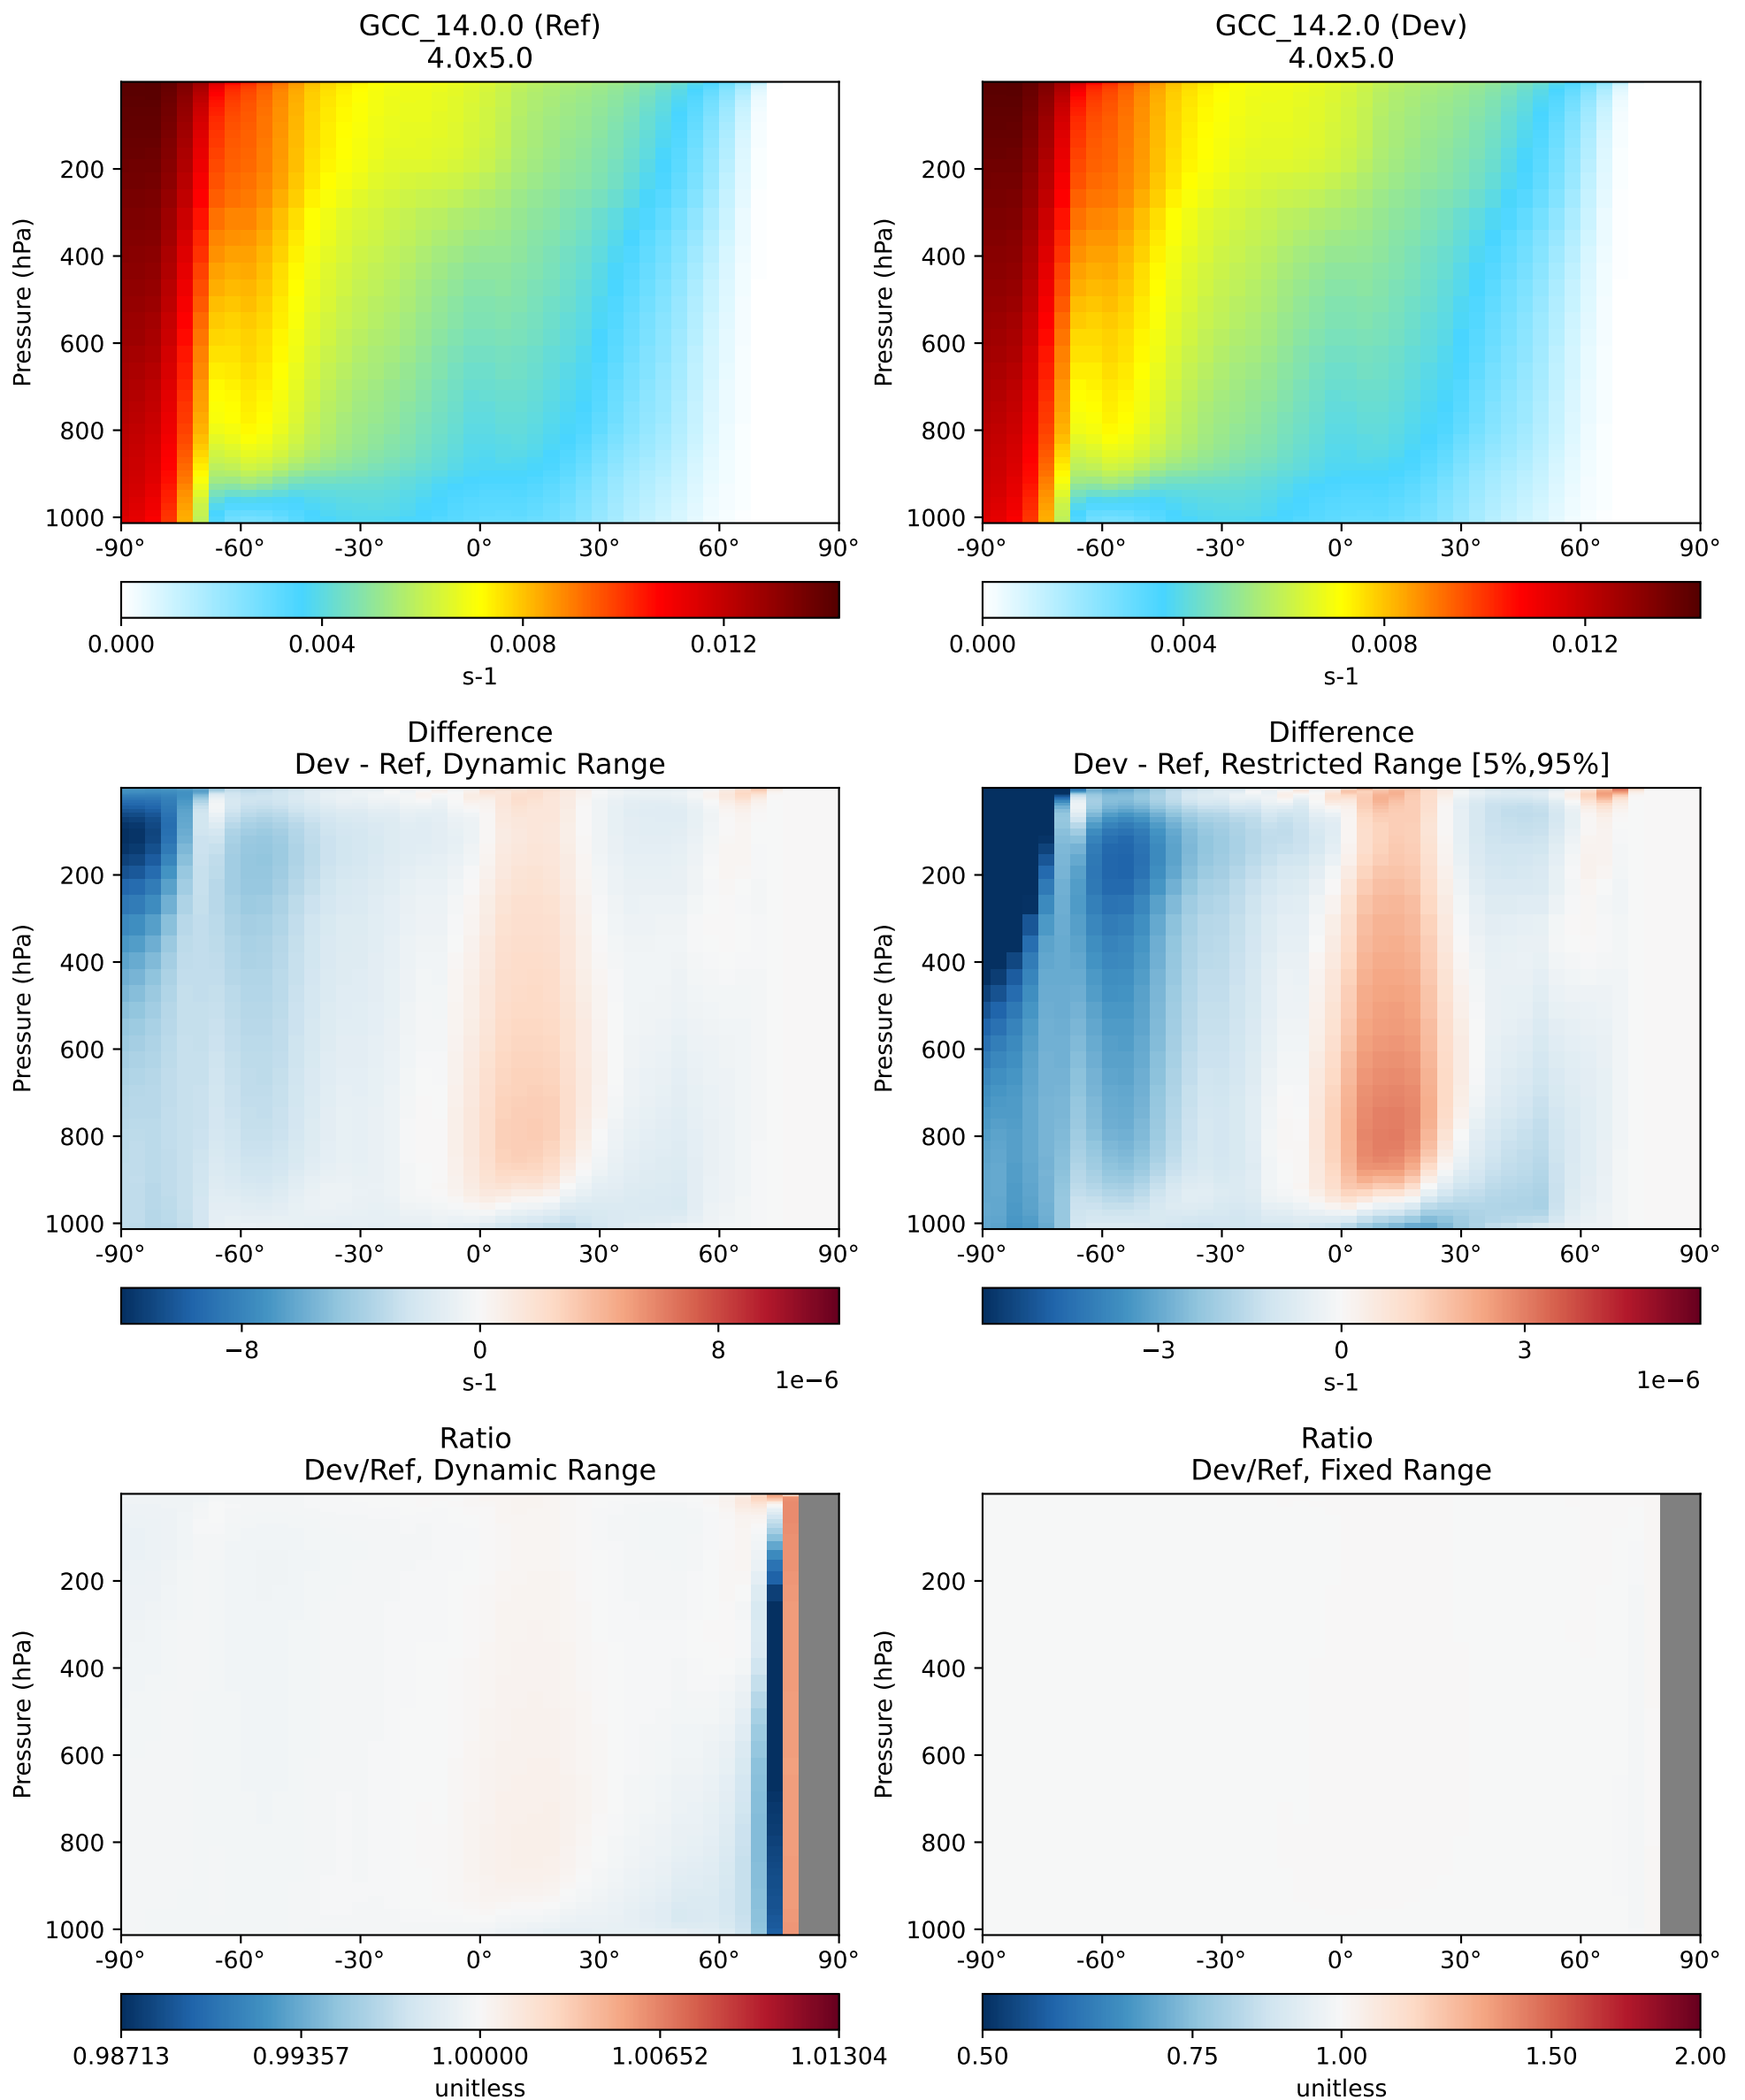 GCC_14.0.0 (Ref)
4.0x5.0
Pressure (hPa)
200
400
600
800
1000
-90° -60° -30° 0° 30° 60° 90°
0.000 0.004 0.008 0.012
s-1
GCC_14.2.0 (Dev)
4.0x5.0
Pressure (hPa)
200
400
600
800
1000
-90° -60° -30° 0° 30° 60° 90°
0.000 0.004 0.008 0.012
s-1
Difference
Dev - Ref, Dynamic Range
Pressure (hPa)
200
400
600
800
1000
-90° -60° -30° 0° 30° 60° 90°
−8 0 8
s-1
1e−6
Difference
Dev - Ref, Restricted Range [5%,95%]
Pressure (hPa)
200
400
600
800
1000
-90° -60° -30° 0° 30° 60° 90°
−3 0 3
s-1
1e−6
Ratio
Dev/Ref, Dynamic Range
Pressure (hPa)
200
400
600
800
1000
-90° -60° -30° 0° 30° 60° 90°
0.98713 0.99357 1.00000 1.00652 1.01304
unitless
Ratio
Dev/Ref, Fixed Range
Pressure (hPa)
200
400
600
800
1000
-90° -60° -30° 0° 30° 60° 90°
0.50 0.75 1.00 1.50 2.00
unitless